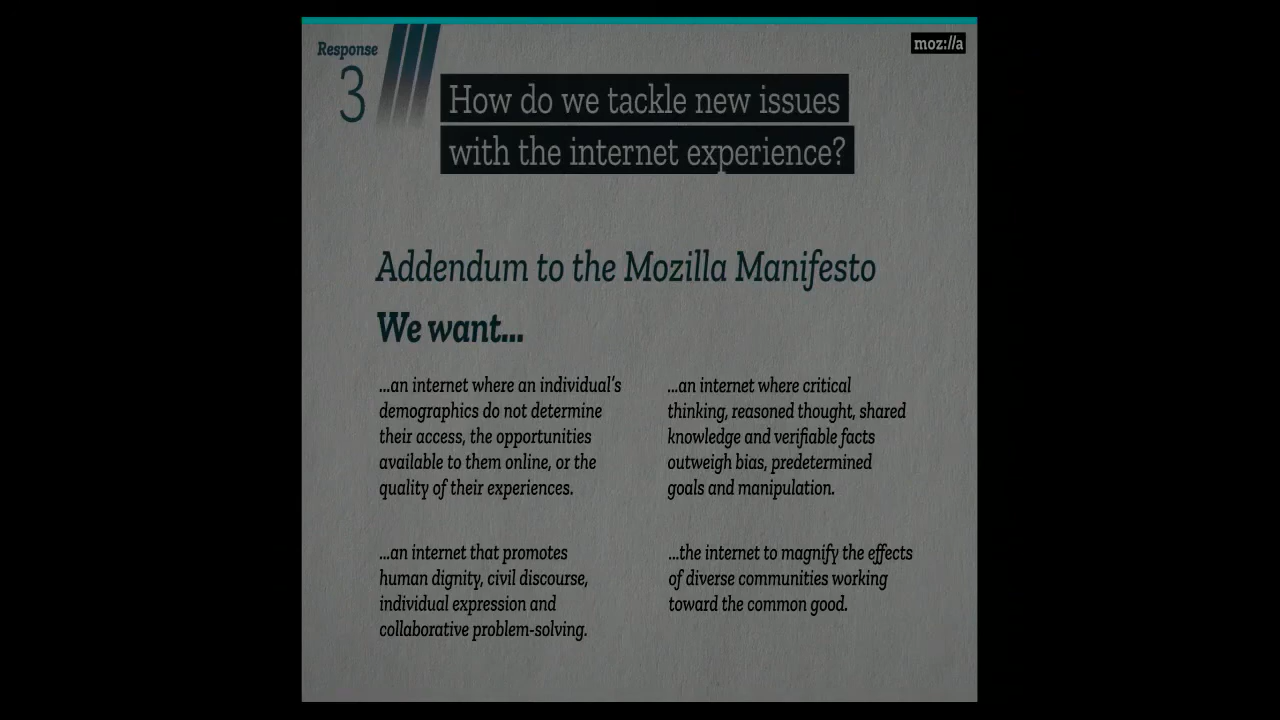 Response
3
moz://a
How do we tackle new issues
with the internet experience?
Addendum to the Mozilla Manifesto
We want...
...an internet where an individual's
demographics do not determine
their access, the opportunities
available to them online, or the
quality of their experiences.
...an internet where critical
thinking, reasoned thought, shared
knowledge and verifiable facts
outweigh bias, predetermined
goals and manipulation.
...an internet that promotes
human dignity, civil discourse,
individual expression and
collaborative problem-solving.
...the internet to magnify the effects
of diverse communities working
toward the common good.